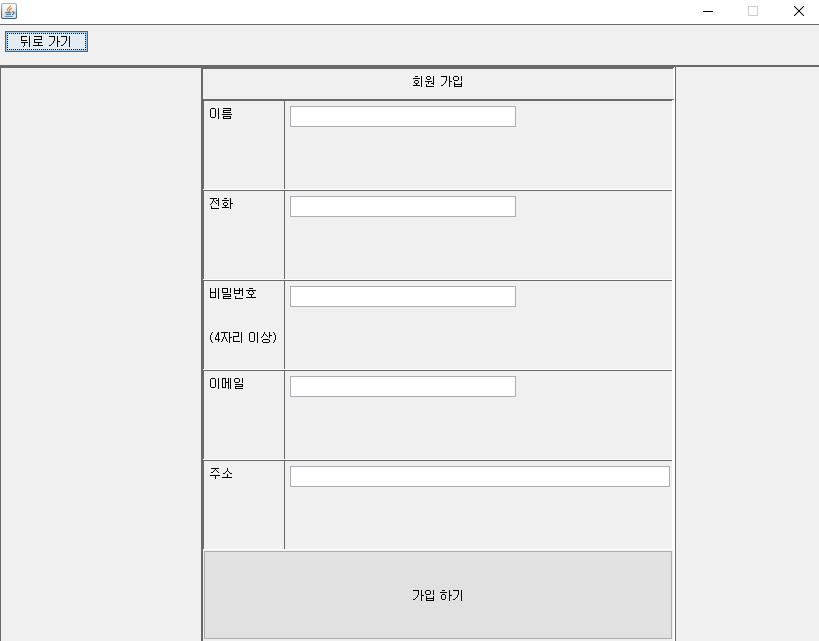 뒤로 가기
회원 가입
이름
전화
비밀번호
(4자리 이상)
이메일
주소
가입 하기